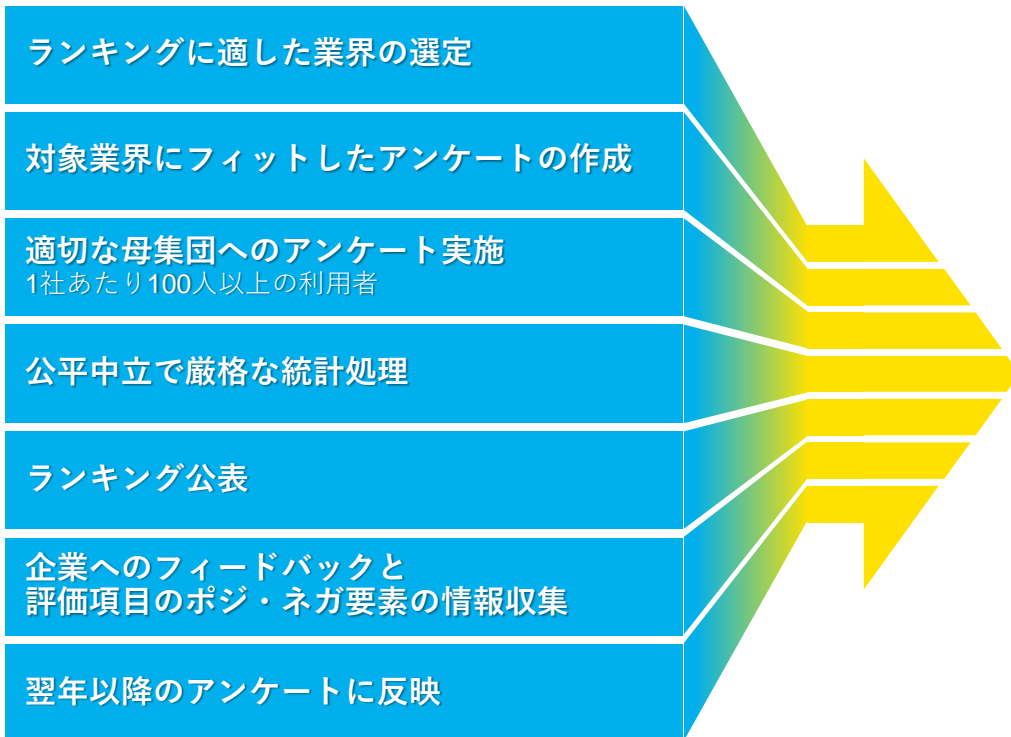 ランキングに適した業界の選定
対象業界にフィットしたアンケートの作成
適切な母集団へのアンケート実施
1社あたり100人以上の利用者
公平中立で厳格な統計処理
ランキング公表
企業へのフィードバックと
評価項目のポジ・ネガ要素の情報収集
翌年以降のアンケートに反映